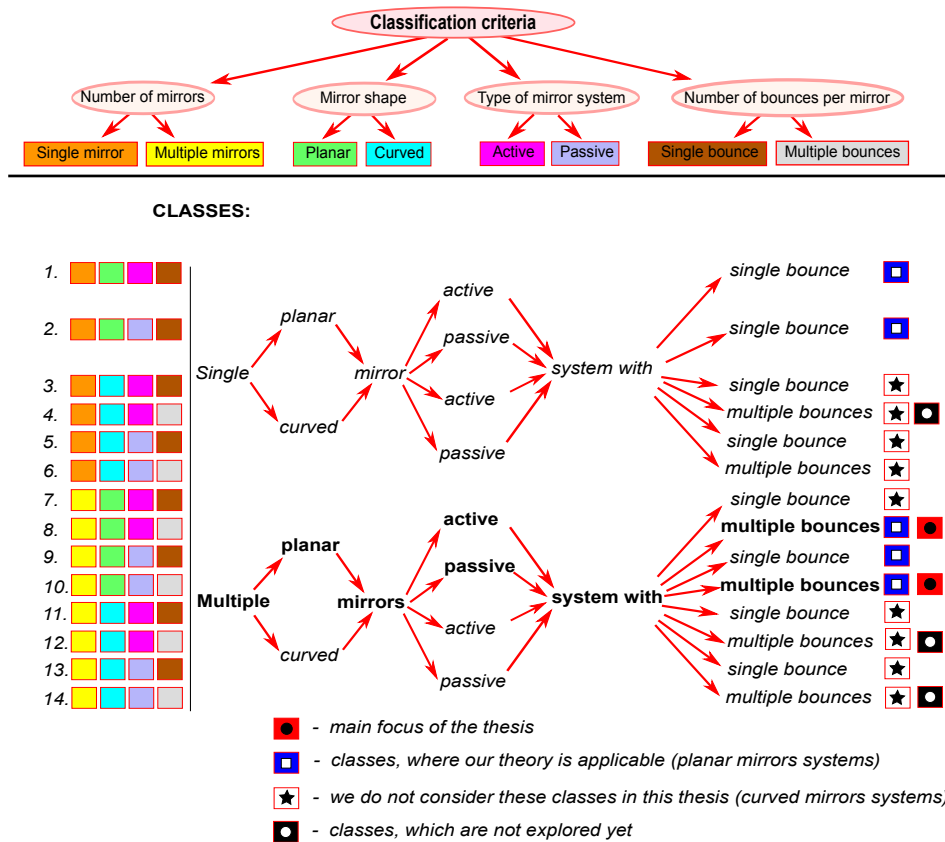 Classification criteria
Number of mirrors
Mirror shape
Type of mirror system
Number of bounces per mirror
Single mirror
Multiple mirrors
Planar
Curved
Active
Passive
Single bounce
Multiple bounces
CLASSES:
1.
2.
3.
4.
5.
6.
7.
8.
9.
10.
11.
12.
13.
14.
Single
planar
curved
mirror
active
passive
active
passive
system with
single bounce
single bounce
single bounce
multiple bounces
single bounce
multiple bounces
Multiple
planar
curved
mirrors
active
passive
active
passive
system with
single bounce
multiple bounces
single bounce
multiple bounces
single bounce
multiple bounces
single bounce
multiple bounces
- main focus of the thesis
- classes, where our theory is applicable (planar mirrors systems)
- we do not consider these classes in this thesis (curved mirrors systems)
- classes, which are not explored yet